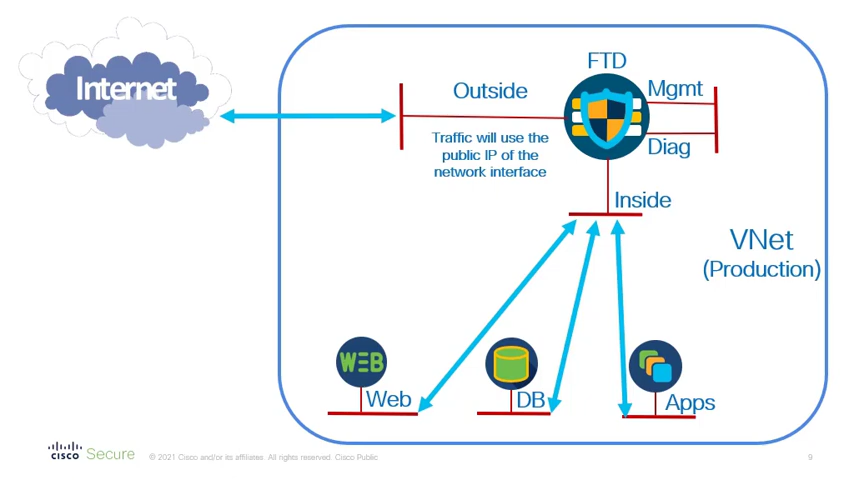 Internet
FTD
Outside
Mgmt
Traffic will use the
public IP of the
network interface
Diag
Inside
VNet
(Production)
WEB
Web
DB
Apps
CISCO Secure
© 2021 Cisco and/or its affiliates. All rights reserved. Cisco Public
9